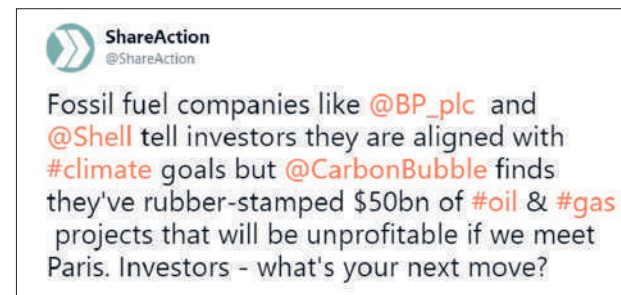 ShareAction
@ShareAction
Fossil fuel companies like @BP_plc and
@Shell tell investors they are aligned with
#climate goals but @CarbonBubble finds
they've rubber-stamped $50bn of #oil & #gas
projects that will be unprofitable if we meet
Paris. Investors - what's your next move?